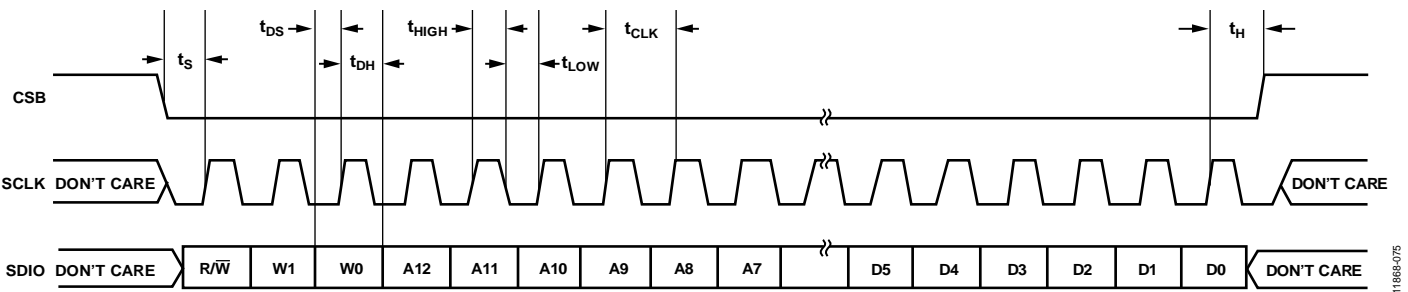 tDS
tHIGH
tCLK
tH
tS
tDH
tLOW
CSB
SCLK DON'T CARE DON'T CARE
SDIO DON'T CARE R/W̅ W1 W0 A12 A11 A10 A9 A8 A7 D5 D4 D3 D2 D1 D0 DON'T CARE
11868-075